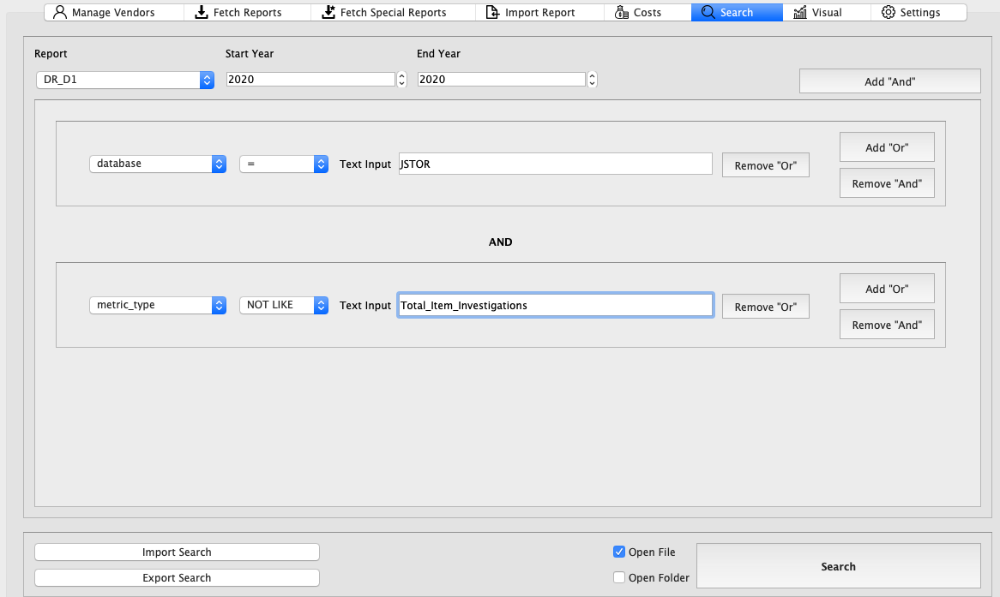 Manage Vendors Fetch Reports Fetch Special Reports Import Report Costs Search Visual Settings
Report Start Year End Year
DR_D1 2020 2020 Add "And"
Add "Or"
database = Text Input JSTOR Remove "Or"
Remove "And"
AND
Add "Or"
metric_type NOT LIKE Text Input Total_Item_Investigations Remove "Or"
Remove "And"
Import Search Open File
Search
Export Search Open Folder